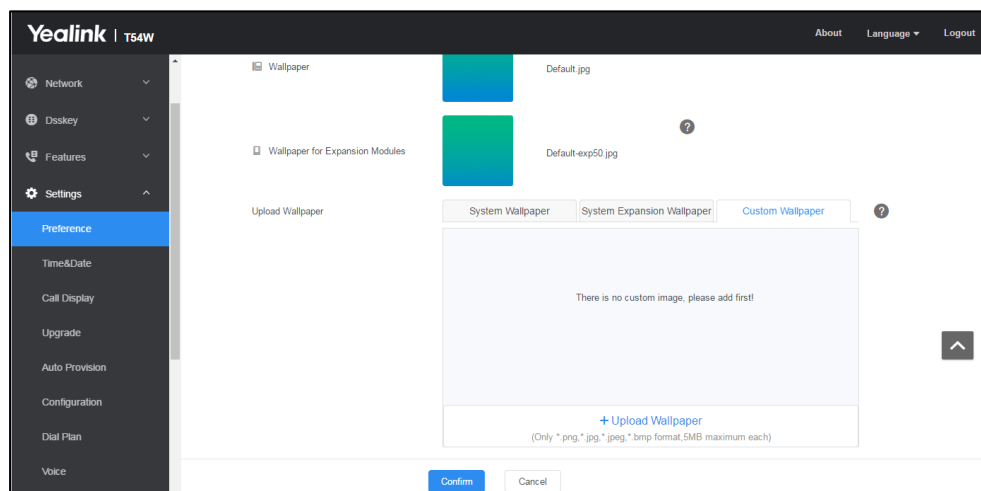 Yealink | T54W
About Language Logout
Network
Dsskey
Features
Settings
Preference
Time&Date
Call Display
Upgrade
Auto Provision
Configuration
Dial Plan
Voice
Wallpaper
Default.jpg
?
Wallpaper for Expansion Modules
Default-exp50.jpg
Upload Wallpaper
System Wallpaper System Expansion Wallpaper Custom Wallpaper ?
There is no custom image, please add first!
+ Upload Wallpaper
(Only *.png,*.jpg,*.jpeg,*.bmp format,5MB maximum each)
Confirm Cancel